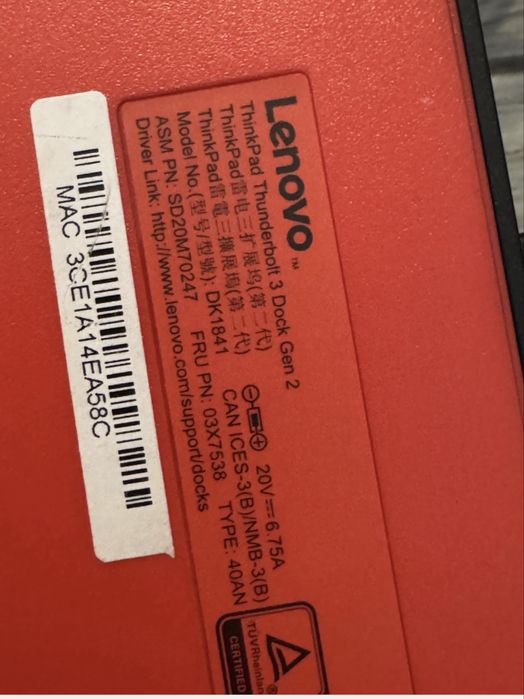 Lenovo™
ThinkPad Thunderbolt 3 Dock Gen 2
ThinkPad雷电三扩展坞(第二代)
ThinkPad雷電三擴展塢(第二代)
Model No.(型号/型號): DK1841
ASM PN: SD20M70247 FRU PN: 03X7538
Driver Link: http://www.lenovo.com/support/docks
20V⎓6.75A
CAN ICES-3(B)/NMB-3(B)
TYPE: 40AN
TÜVRheinland
CERTIFIED
MAC 3CE1A14EA58C